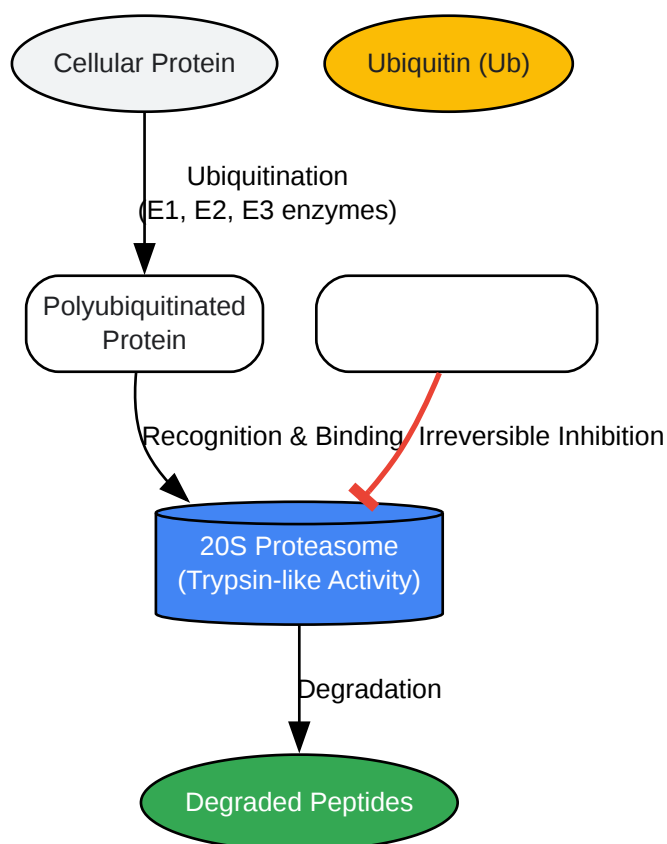 Cellular Protein
Ubiquitin (Ub)
Ubiquitination
(E1, E2, E3 enzymes)
Polyubiquitinated
Protein
Recognition & Binding
Irreversible Inhibition
20S Proteasome
(Trypsin-like Activity)
Degradation
Degraded Peptides